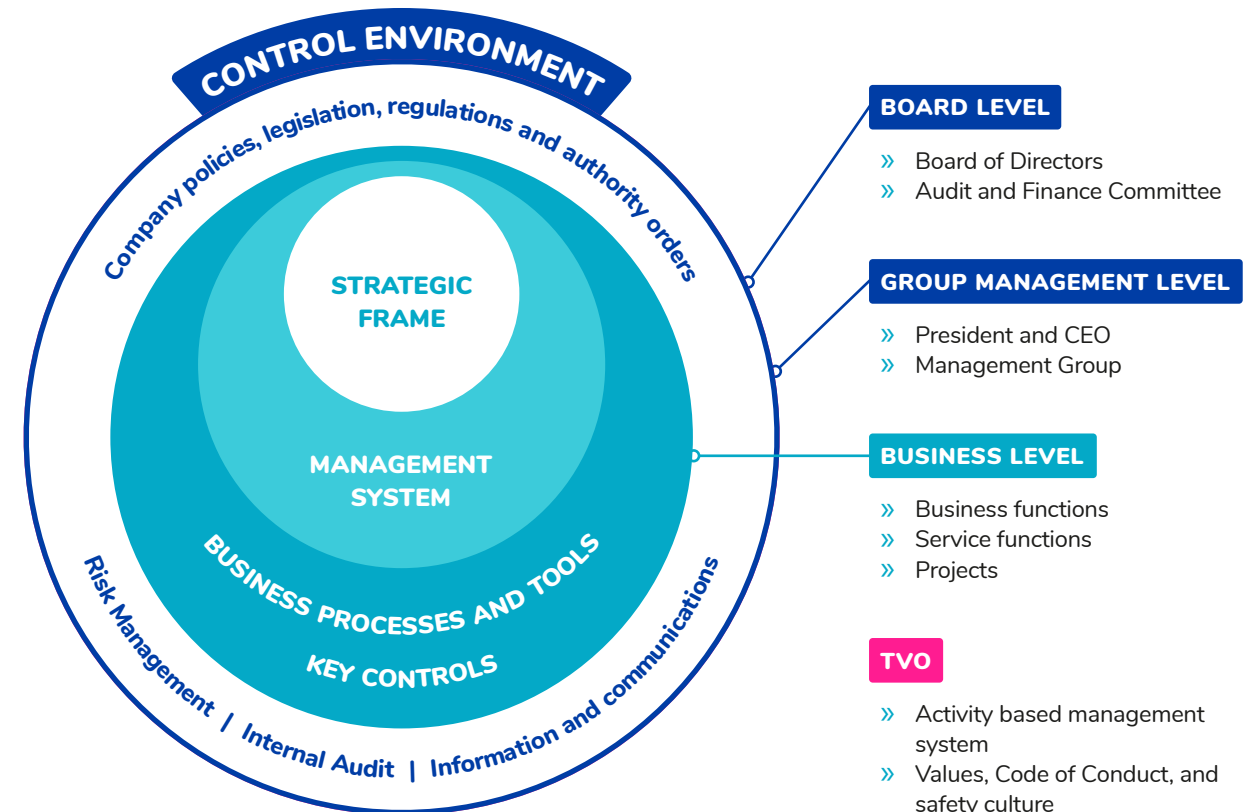 CONTROL ENVIRONMENT
Company policies, legislation, regulations and authority orders
STRATEGIC
FRAME
MANAGEMENT
SYSTEM
BUSINESS PROCESSES AND TOOLS
KEY CONTROLS
Risk Management | Internal Audit | Information and communications
BOARD LEVEL
» Board of Directors
» Audit and Finance Committee
GROUP MANAGEMENT LEVEL
» President and CEO
» Management Group
BUSINESS LEVEL
» Business functions
» Service functions
» Projects
TVO
» Activity based management
system
» Values, Code of Conduct, and
safety culture